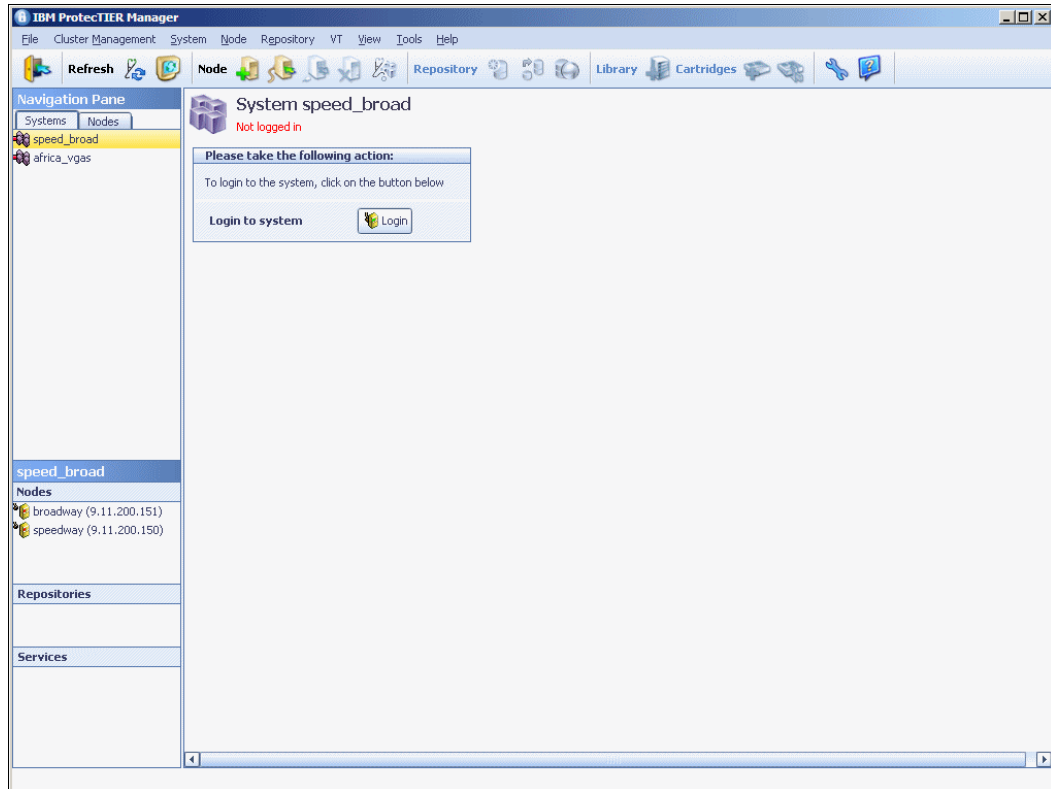 IBM ProtecTIER Manager
File Cluster Management System Node Repository VT View Tools Help
Refresh Node Repository Library Cartridges
Navigation Pane
Systems Nodes
speed_broad
africa_vgas
System speed_broad
Not logged in
Please take the following action:
To login to the system, click on the button below
Login to system Login
speed_broad
Nodes
broadway (9.11.200.151)
speedway (9.11.200.150)
Repositories
Services